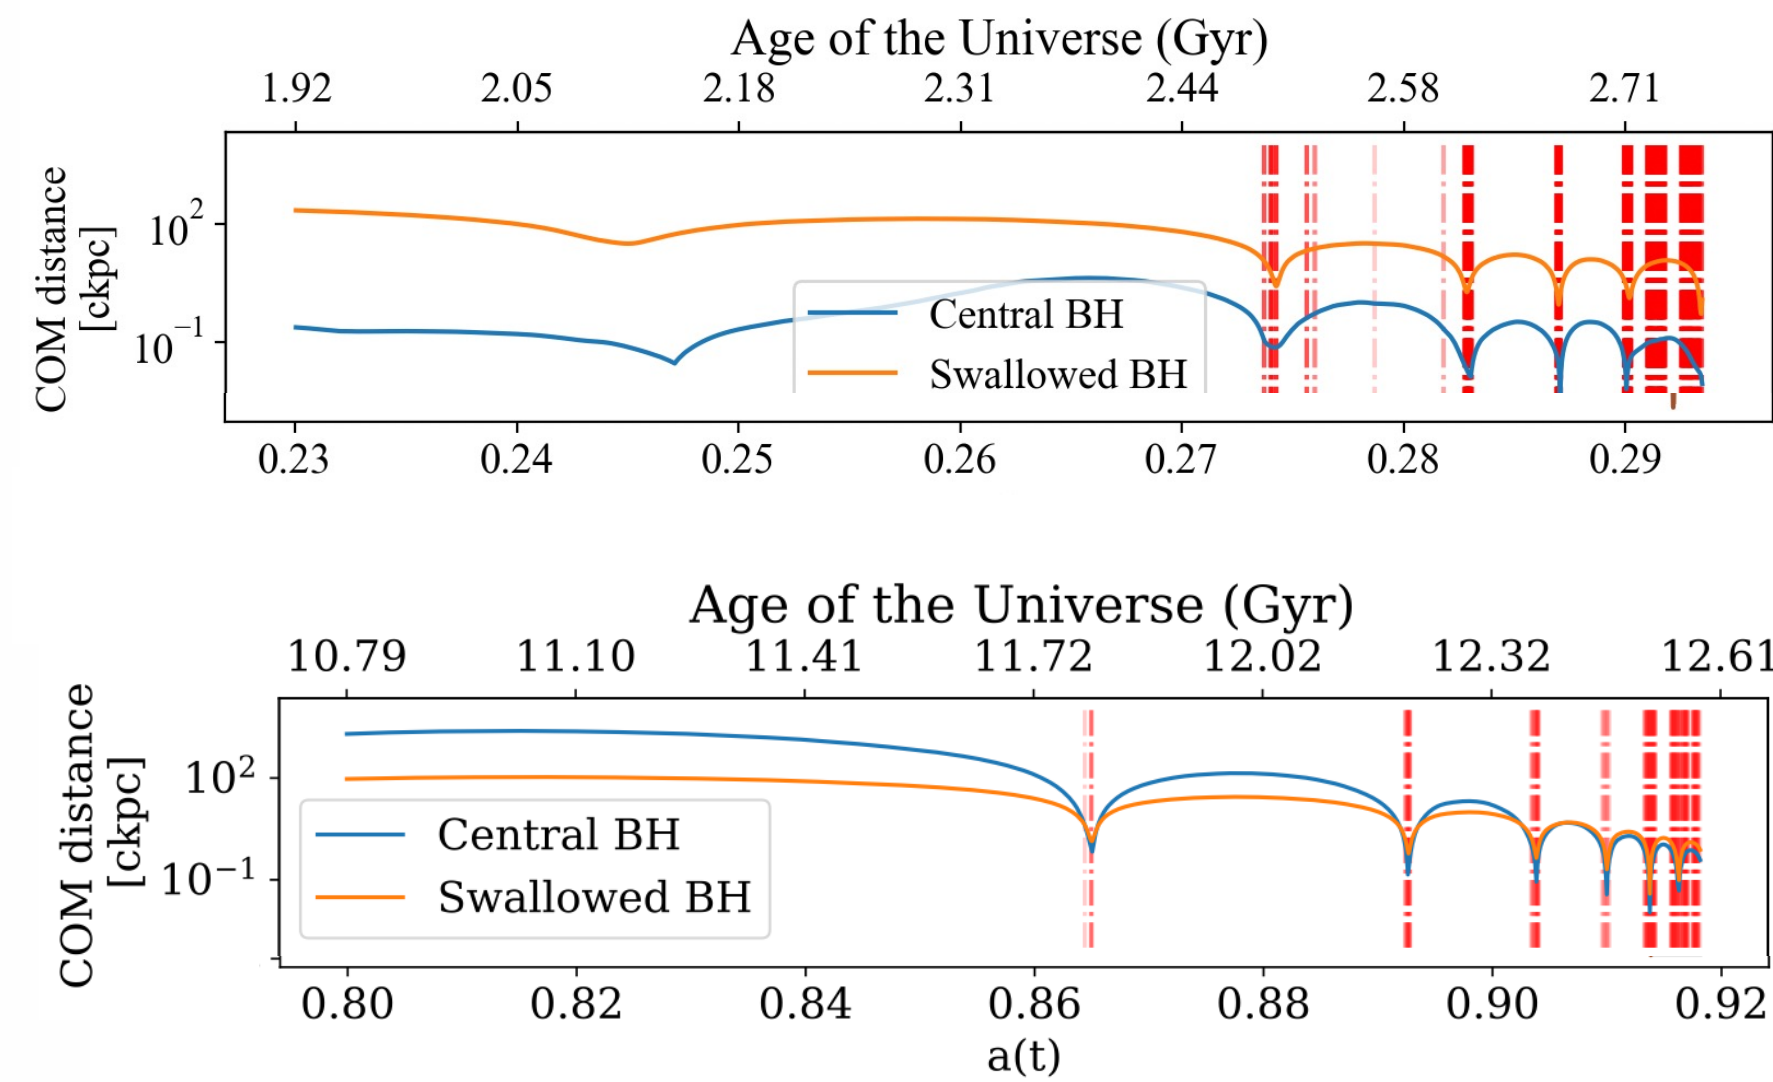 Age of the Universe (Gyr)
1.92 2.05 2.18 2.31 2.44 2.58 2.71
COM distance
[ckpc]
10²
10⁻¹
Central BH
Swallowed BH
0.23 0.24 0.25 0.26 0.27 0.28 0.29
Age of the Universe (Gyr)
10.79 11.10 11.41 11.72 12.02 12.32 12.61
COM distance
[ckpc]
10²
10⁻¹
Central BH
Swallowed BH
0.80 0.82 0.84 0.86 0.88 0.90 0.92
a(t)